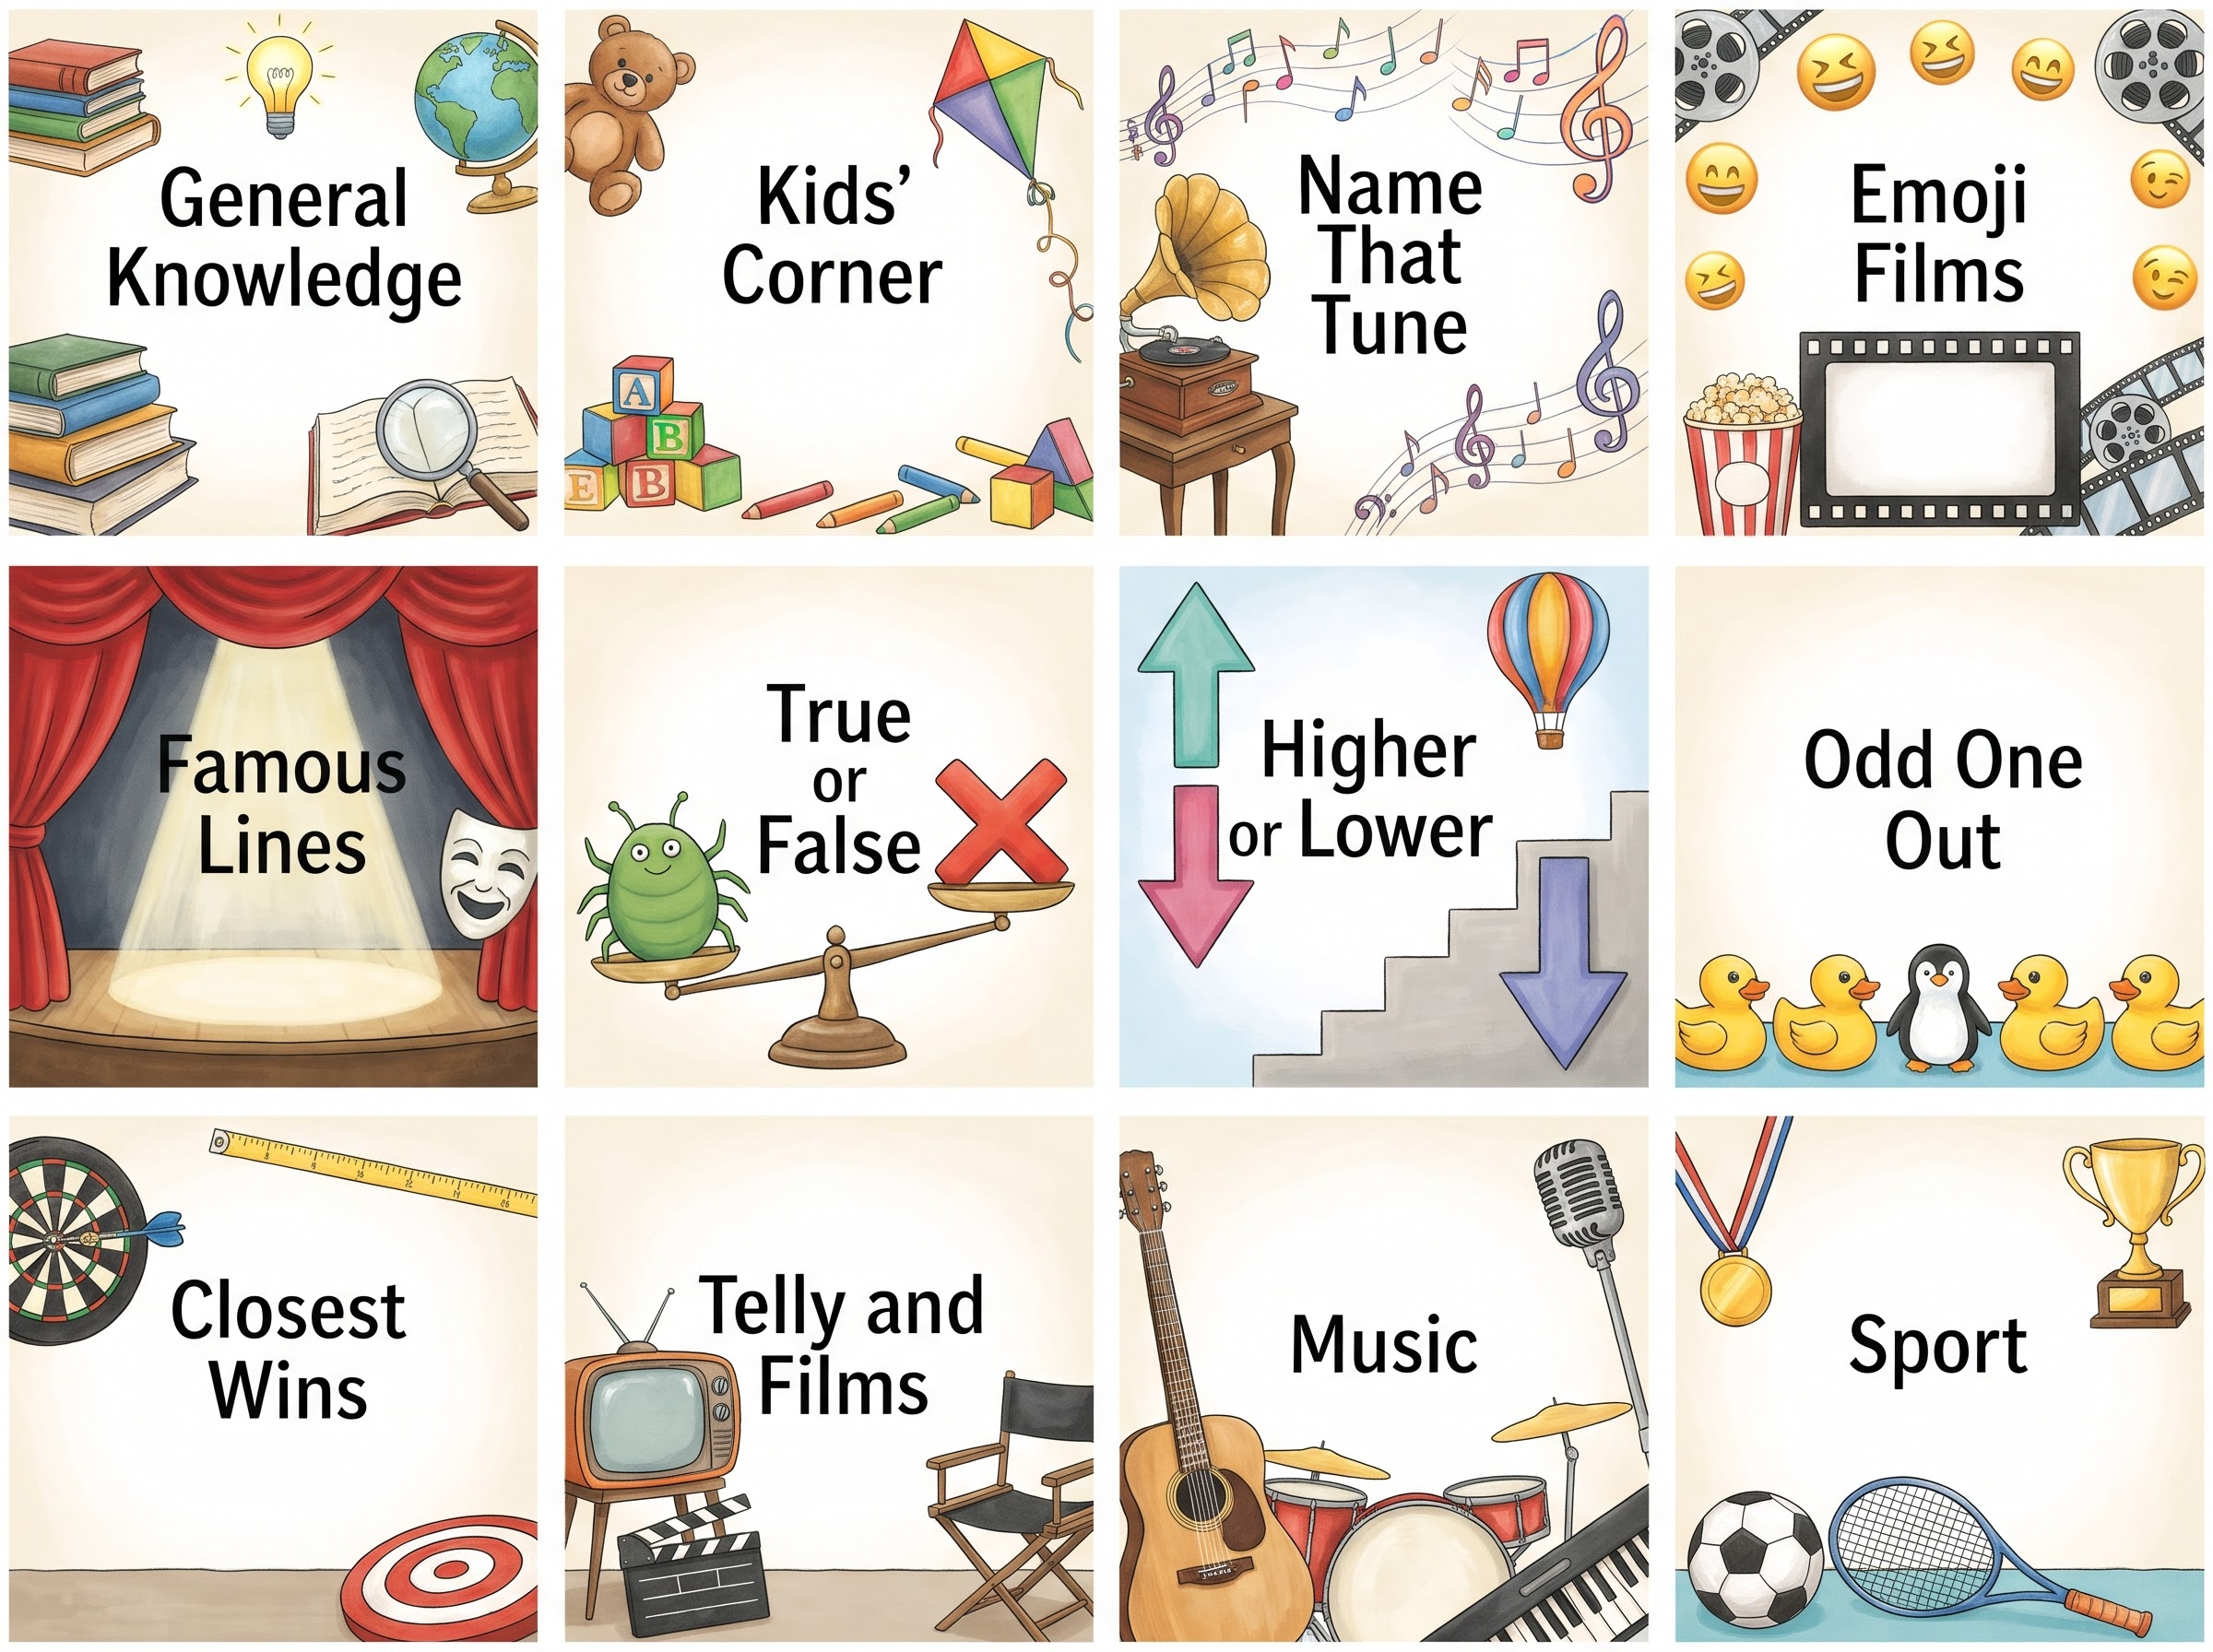 General
Knowledge
Kids’
Corner
Name
That
Tune
Emoji
Films
A
B
E B
Famous
Lines
True
or
False
Higher
or Lower
Odd One
Out
Closest
Wins
Telly and
Films
Music
Sport